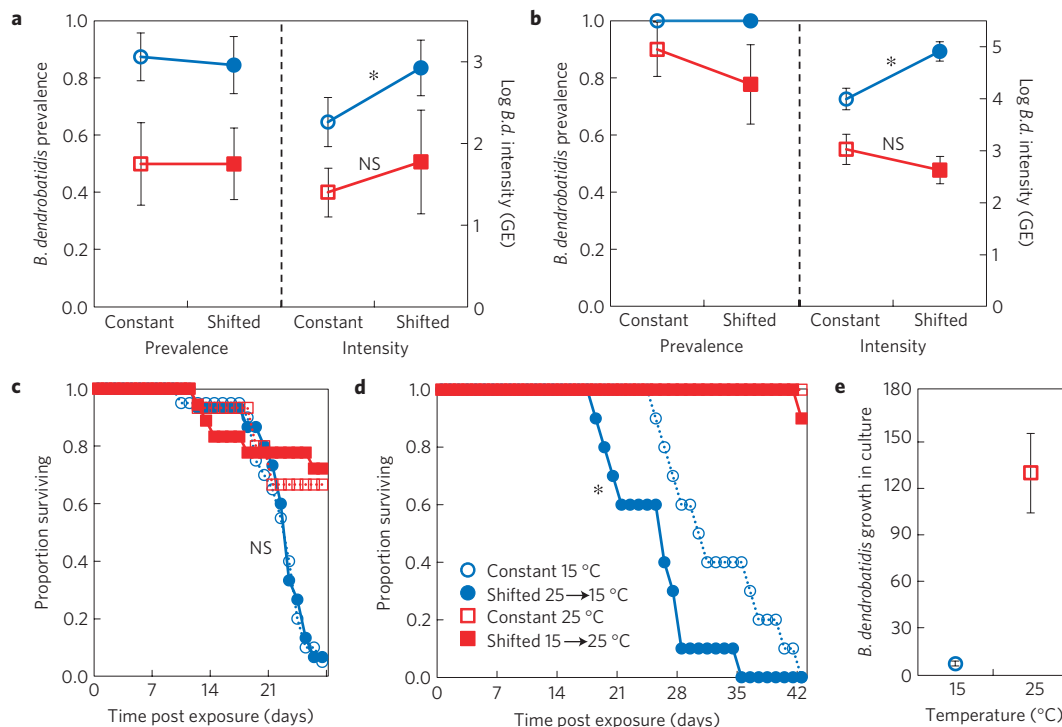 a
B. dendrobatidis prevalence
1.0
0.8
0.6
0.4
0.2
0.0
*
NS
3
2
1
0
Log B.d. intensity (GE)
Constant Shifted Constant Shifted
Prevalence Intensity
b
B. dendrobatidis prevalence
1.0
0.8
0.6
0.4
0.2
0.0
*
NS
5
4
3
2
1
0
Log B.d. intensity (GE)
Constant Shifted Constant Shifted
Prevalence Intensity
c
Proportion surviving
1.0
0.8
0.6
0.4
0.2
0.0
NS
0 7 14 21
Time post exposure (days)
d
Proportion surviving
1.0
0.8
0.6
0.4
0.2
0.0
*
Constant 15 °C
Shifted 25→15 °C
Constant 25 °C
Shifted 15→25 °C
0 7 14 21 28 35 42
Time post exposure (days)
e
B. dendrobatidis growth in culture
180
150
120
90
60
30
0
15 25
Temperature (°C)